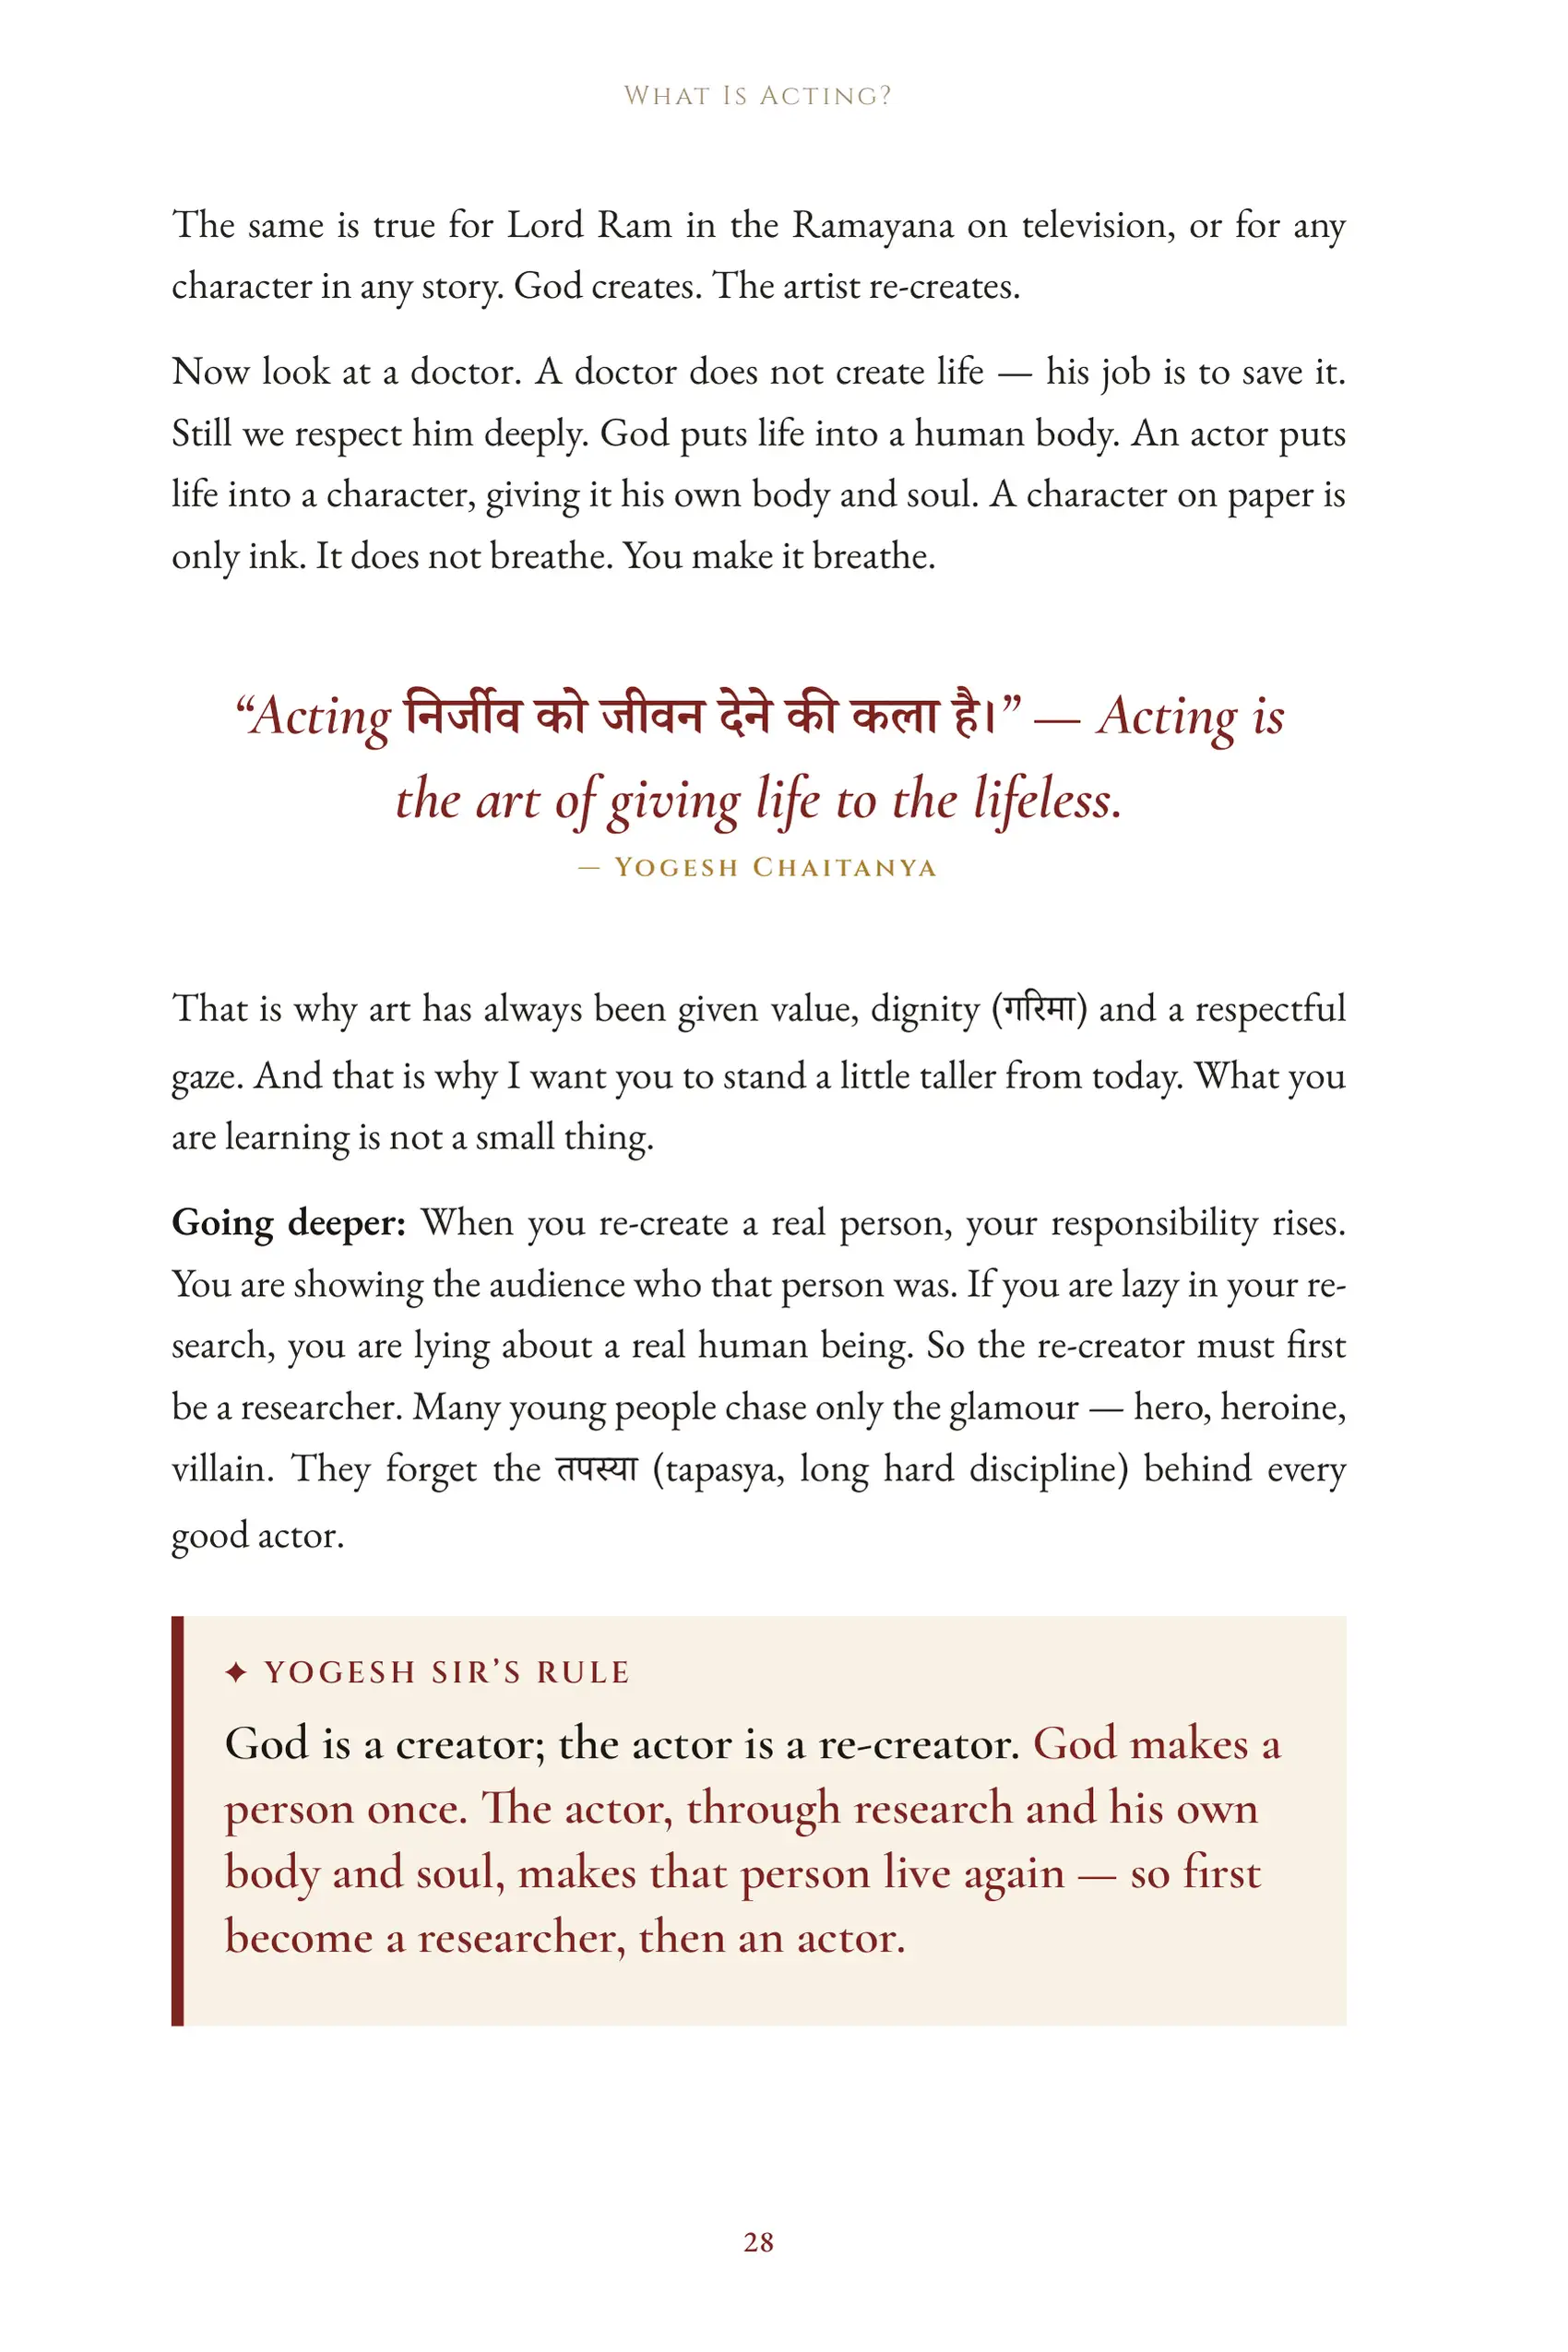 What Is Acting?
The same is true for Lord Ram in the Ramayana on television, or for any
character in any story. God creates. The artist re-creates.
Now look at a doctor. A doctor does not create life — his job is to save it.
Still we respect him deeply. God puts life into a human body. An actor puts
life into a character, giving it his own body and soul. A character on paper is
only ink. It does not breathe. You make it breathe.
“Acting निर्जीव को जीवन देने की कला है।” — Acting is
the art of giving life to the lifeless.
— Yogesh Chaitanya
That is why art has always been given value, dignity (गरिमा) and a respectful
gaze. And that is why I want you to stand a little taller from today. What you
are learning is not a small thing.
Going deeper: When you re-create a real person, your responsibility rises.
You are showing the audience who that person was. If you are lazy in your re-
search, you are lying about a real human being. So the re-creator must first
be a researcher. Many young people chase only the glamour — hero, heroine,
villain. They forget the तपस्या (tapasya, long hard discipline) behind every
good actor.
✦ YOGESH SIR’S RULE
God is a creator; the actor is a re-creator. God makes a
person once. The actor, through research and his own
body and soul, makes that person live again — so first
become a researcher, then an actor.
28